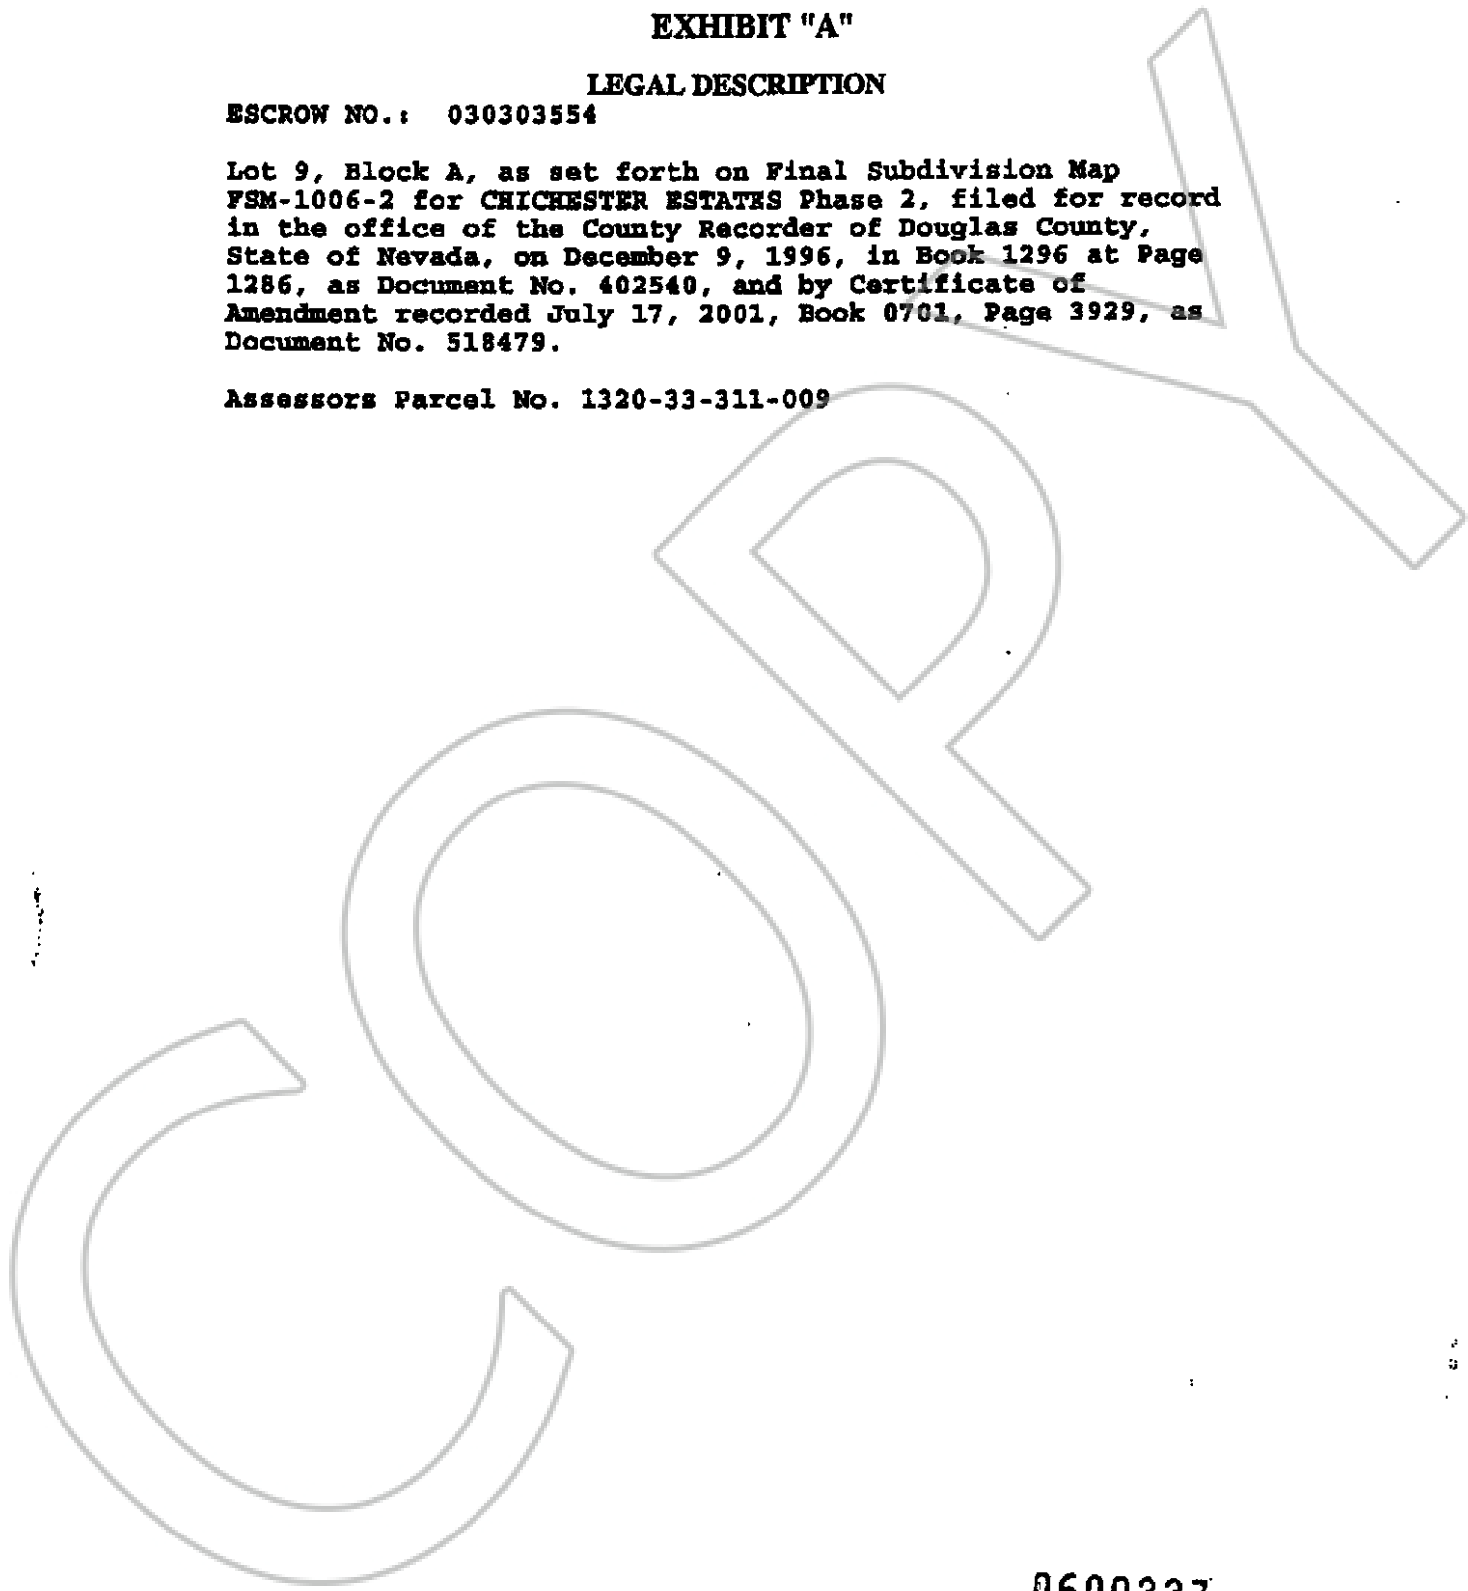 EXHIBIT "A"
LEGAL DESCRIPTION
ESCROW NO.: 030303554
Lot 9, Block A, as set forth on Final Subdivision Map
FSM-1006-2 for CHICHESTER ESTATES Phase 2, filed for record
in the office of the County Recorder of Douglas County,
State of Nevada, on December 9, 1996, in Book 1296 at Page
1286, as Document No. 402540, and by Certificate of
Amendment recorded July 17, 2001, Book 0701, Page 3929, as
Document No. 518479.
Assessors Parcel No. 1320-33-311-009
COPY